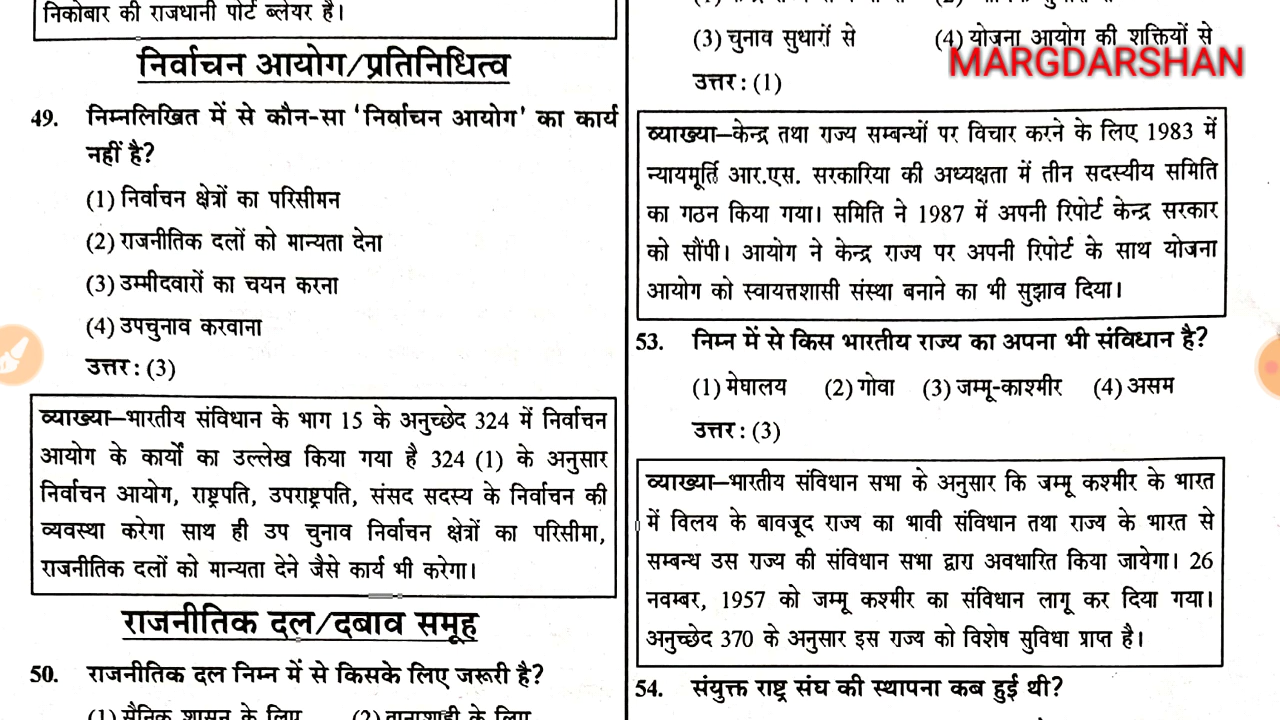 निकोबार की राजधानी पोर्ट ब्लेयर है।
निर्वाचन आयोग/प्रतिनिधित्व
49. निम्नलिखित में से कौन-सा ‘निर्वाचन आयोग’ का कार्य
नहीं है?
(1) निर्वाचन क्षेत्रों का परिसीमन
(2) राजनीतिक दलों को मान्यता देना
(3) उम्मीदवारों का चयन करना
(4) उपचुनाव करवाना
उत्तर : (3)
व्याख्या–भारतीय संविधान के भाग 15 के अनुच्छेद 324 में निर्वाचन
आयोग के कार्यों का उल्लेख किया गया है 324 (1) के अनुसार
निर्वाचन आयोग, राष्ट्रपति, उपराष्ट्रपति, संसद सदस्य के निर्वाचन की
व्यवस्था करेगा साथ ही उप चुनाव निर्वाचन क्षेत्रों का परिसीमा,
राजनीतिक दलों को मान्यता देने जैसे कार्य भी करेगा।
राजनीतिक दल/दबाव समूह
50. राजनीतिक दल निम्न में से किसके लिए जरूरी है?
(1) सैनिक शासन के लिए (2) तानाशाही के लिए
(3) चुनाव सुधारों से (4) योजना आयोग की शक्तियों से
MARGDARSHAN
उत्तर : (1)
व्याख्या–केन्द्र तथा राज्य सम्बन्धों पर विचार करने के लिए 1983 में
न्यायमूर्ति आर.एस. सरकारिया की अध्यक्षता में तीन सदस्यीय समिति
का गठन किया गया। समिति ने 1987 में अपनी रिपोर्ट केन्द्र सरकार
को सौंपी। आयोग ने केन्द्र राज्य पर अपनी रिपोर्ट के साथ योजना
आयोग को स्वायत्तशासी संस्था बनाने का भी सुझाव दिया।
53. निम्न में से किस भारतीय राज्य का अपना भी संविधान है?
(1) मेघालय (2) गोवा (3) जम्मू-काश्मीर (4) असम
उत्तर : (3)
व्याख्या–भारतीय संविधान सभा के अनुसार कि जम्मू कश्मीर के भारत
में विलय के बावजूद राज्य का भावी संविधान तथा राज्य के भारत से
सम्बन्ध उस राज्य की संविधान सभा द्वारा अवधारित किया जायेगा। 26
नवम्बर, 1957 को जम्मू कश्मीर का संविधान लागू कर दिया गया।
अनुच्छेद 370 के अनुसार इस राज्य को विशेष सुविधा प्राप्त है।
54. संयुक्त राष्ट्र संघ की स्थापना कब हुई थी?